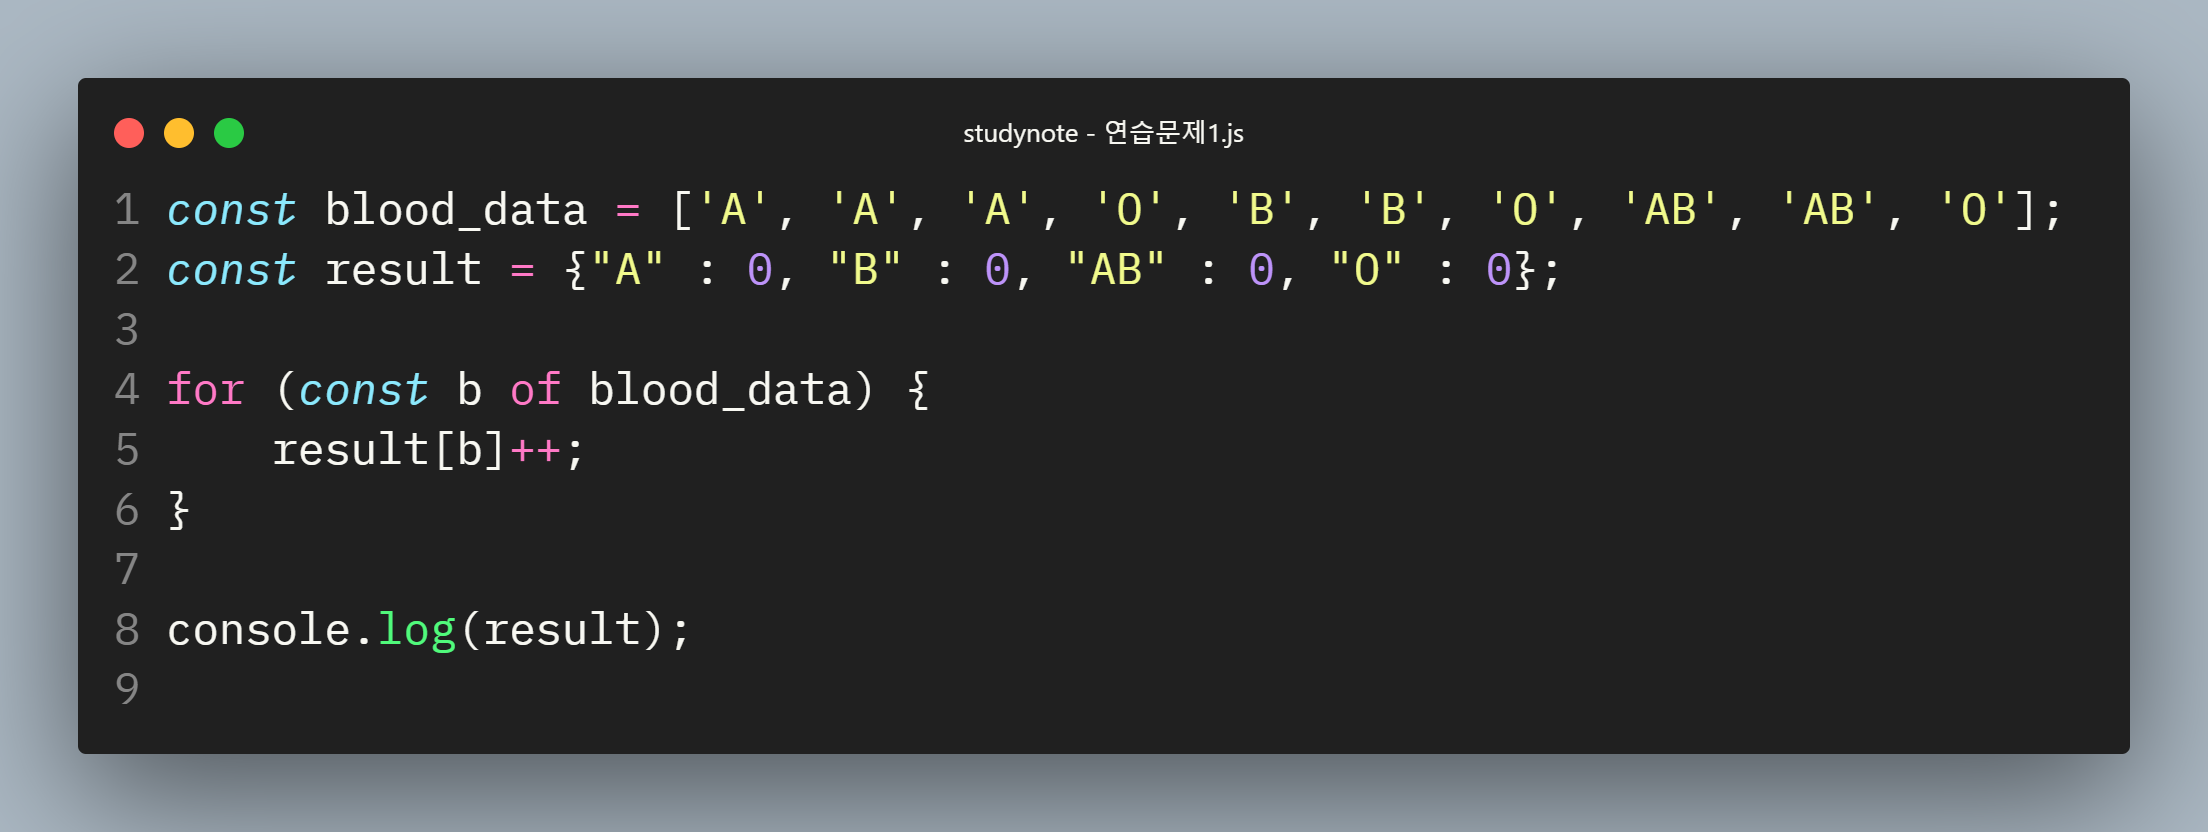 studynote - 연습문제1.js
1 const blood_data = ['A', 'A', 'A', 'O', 'B', 'B', 'O', 'AB', 'AB', 'O'];
2 const result = {"A" : 0, "B" : 0, "AB" : 0, "O" : 0};
3
4 for (const b of blood_data) {
5     result[b]++;
6 }
7
8 console.log(result);
9